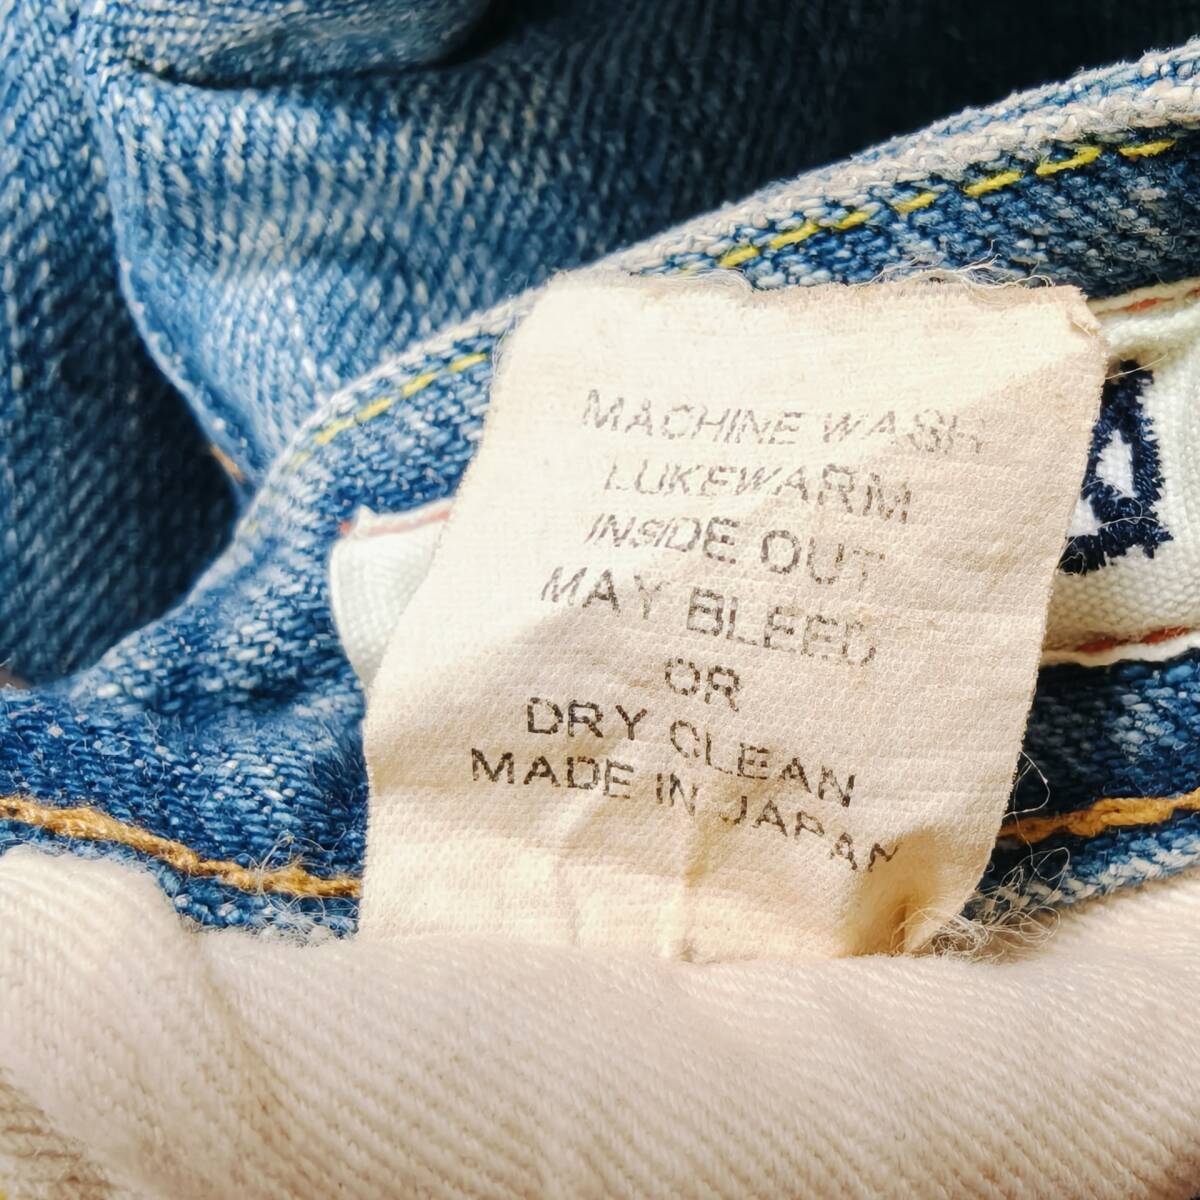 MACHINE WASH
LUKEWARM
INSIDE OUT
MAY BLEED
OR
DRY CLEAN
MADE IN JAPAN